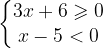 3x + 6 ⩾ 0
x − 5 < 0